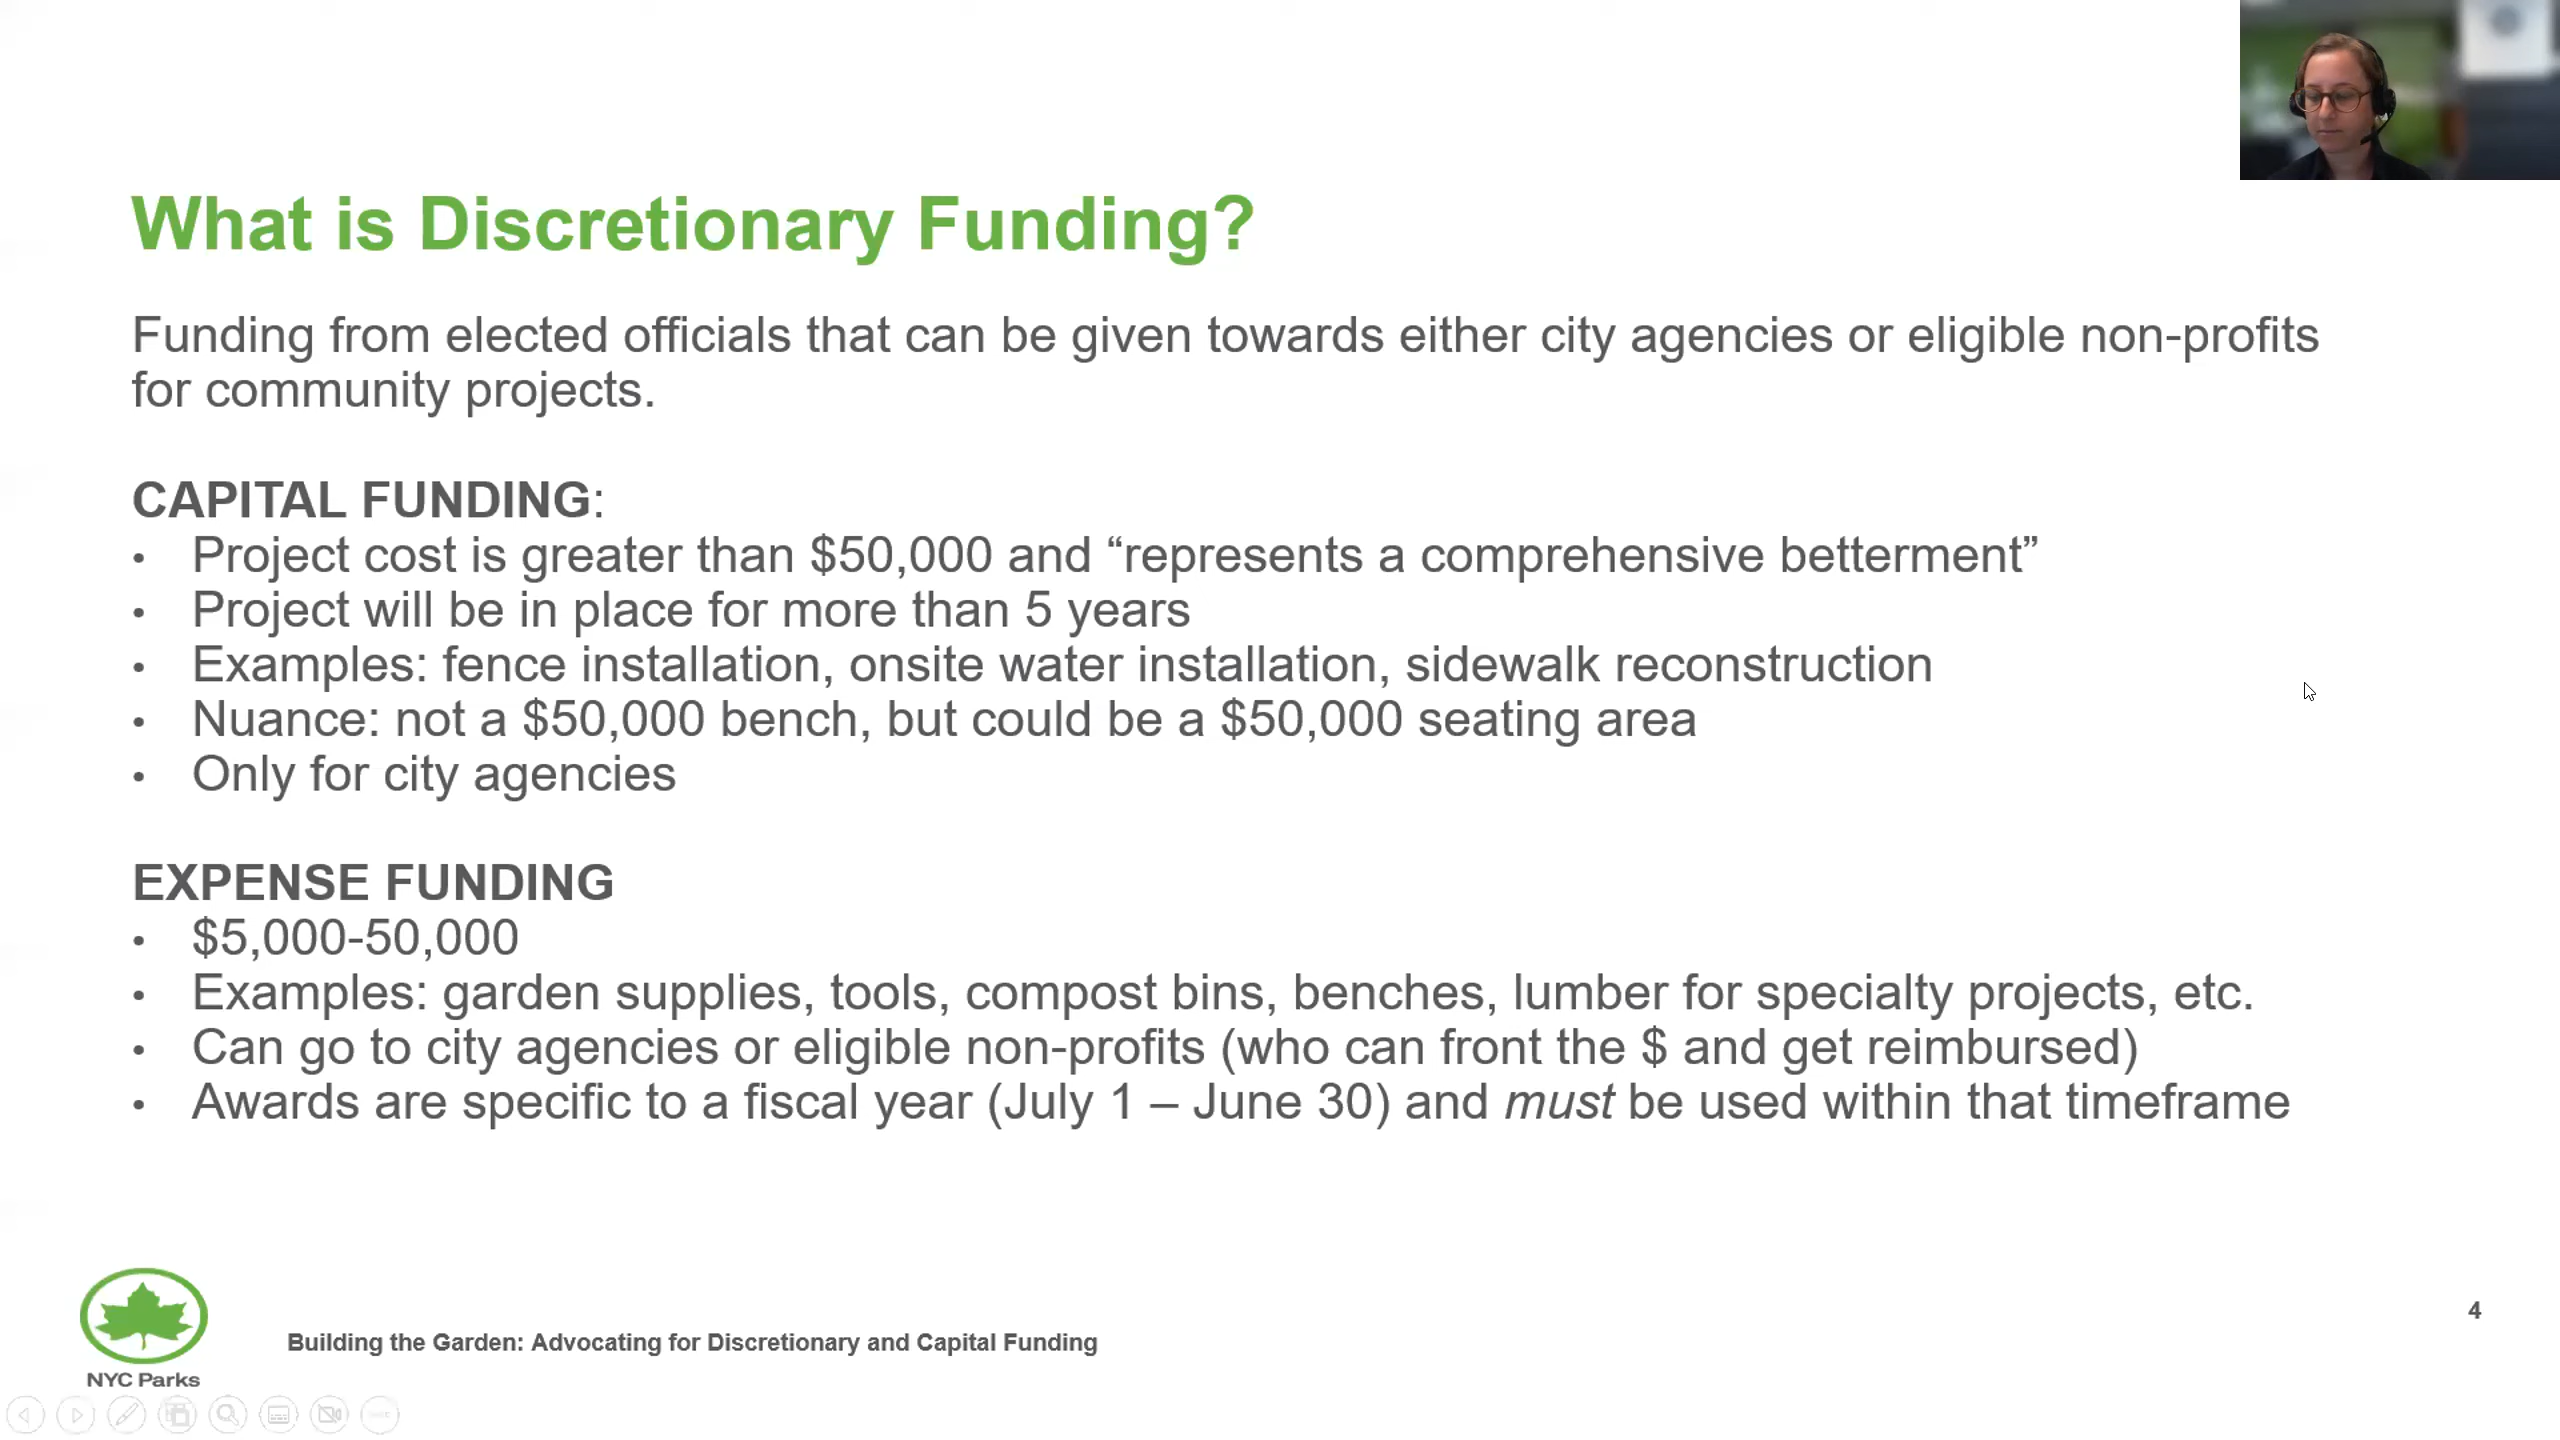 What is Discretionary Funding?
Funding from elected officials that can be given towards either city agencies or eligible non-profits
for community projects.
CAPITAL FUNDING:
• Project cost is greater than $50,000 and “represents a comprehensive betterment”
• Project will be in place for more than 5 years
• Examples: fence installation, onsite water installation, sidewalk reconstruction
• Nuance: not a $50,000 bench, but could be a $50,000 seating area
• Only for city agencies
EXPENSE FUNDING
• $5,000-50,000
• Examples: garden supplies, tools, compost bins, benches, lumber for specialty projects, etc.
• Can go to city agencies or eligible non-profits (who can front the $ and get reimbursed)
• Awards are specific to a fiscal year (July 1 – June 30) and must be used within that timeframe
4
Building the Garden: Advocating for Discretionary and Capital Funding
NYC Parks